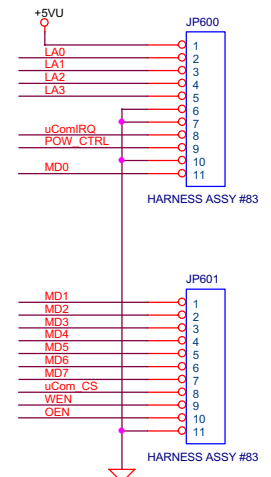 +5VU
JP600
1
LA0 2
LA1 3
LA2 4
LA3 5
6
7
uComIRQ 8
POW_CTRL 9
10
MD0 11
HARNESS ASSY #83
JP601
MD1 1
MD2 2
MD3 3
MD4 4
MD5 5
MD6 6
MD7 7
uCom_CS 8
WEN 9
OEN 10
11
HARNESS ASSY #83